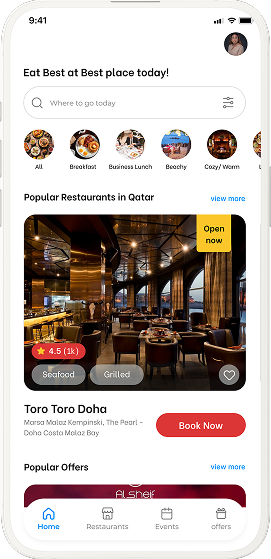 9:41
Eat Best at Best place today!
Where to go today
All
Breakfast
Business Lunch
Beachy
Cozy/ Warm
Popular Restaurants in Qatar
view more
Open
now
4.5 (1k)
Seafood
Grilled
Toro Toro Doha
Marsa Malaz Kempinski, The Pearl -
Doha Costa Malaz Bay
Book Now
Popular Offers
view more
Home
Restaurants
Events
offers